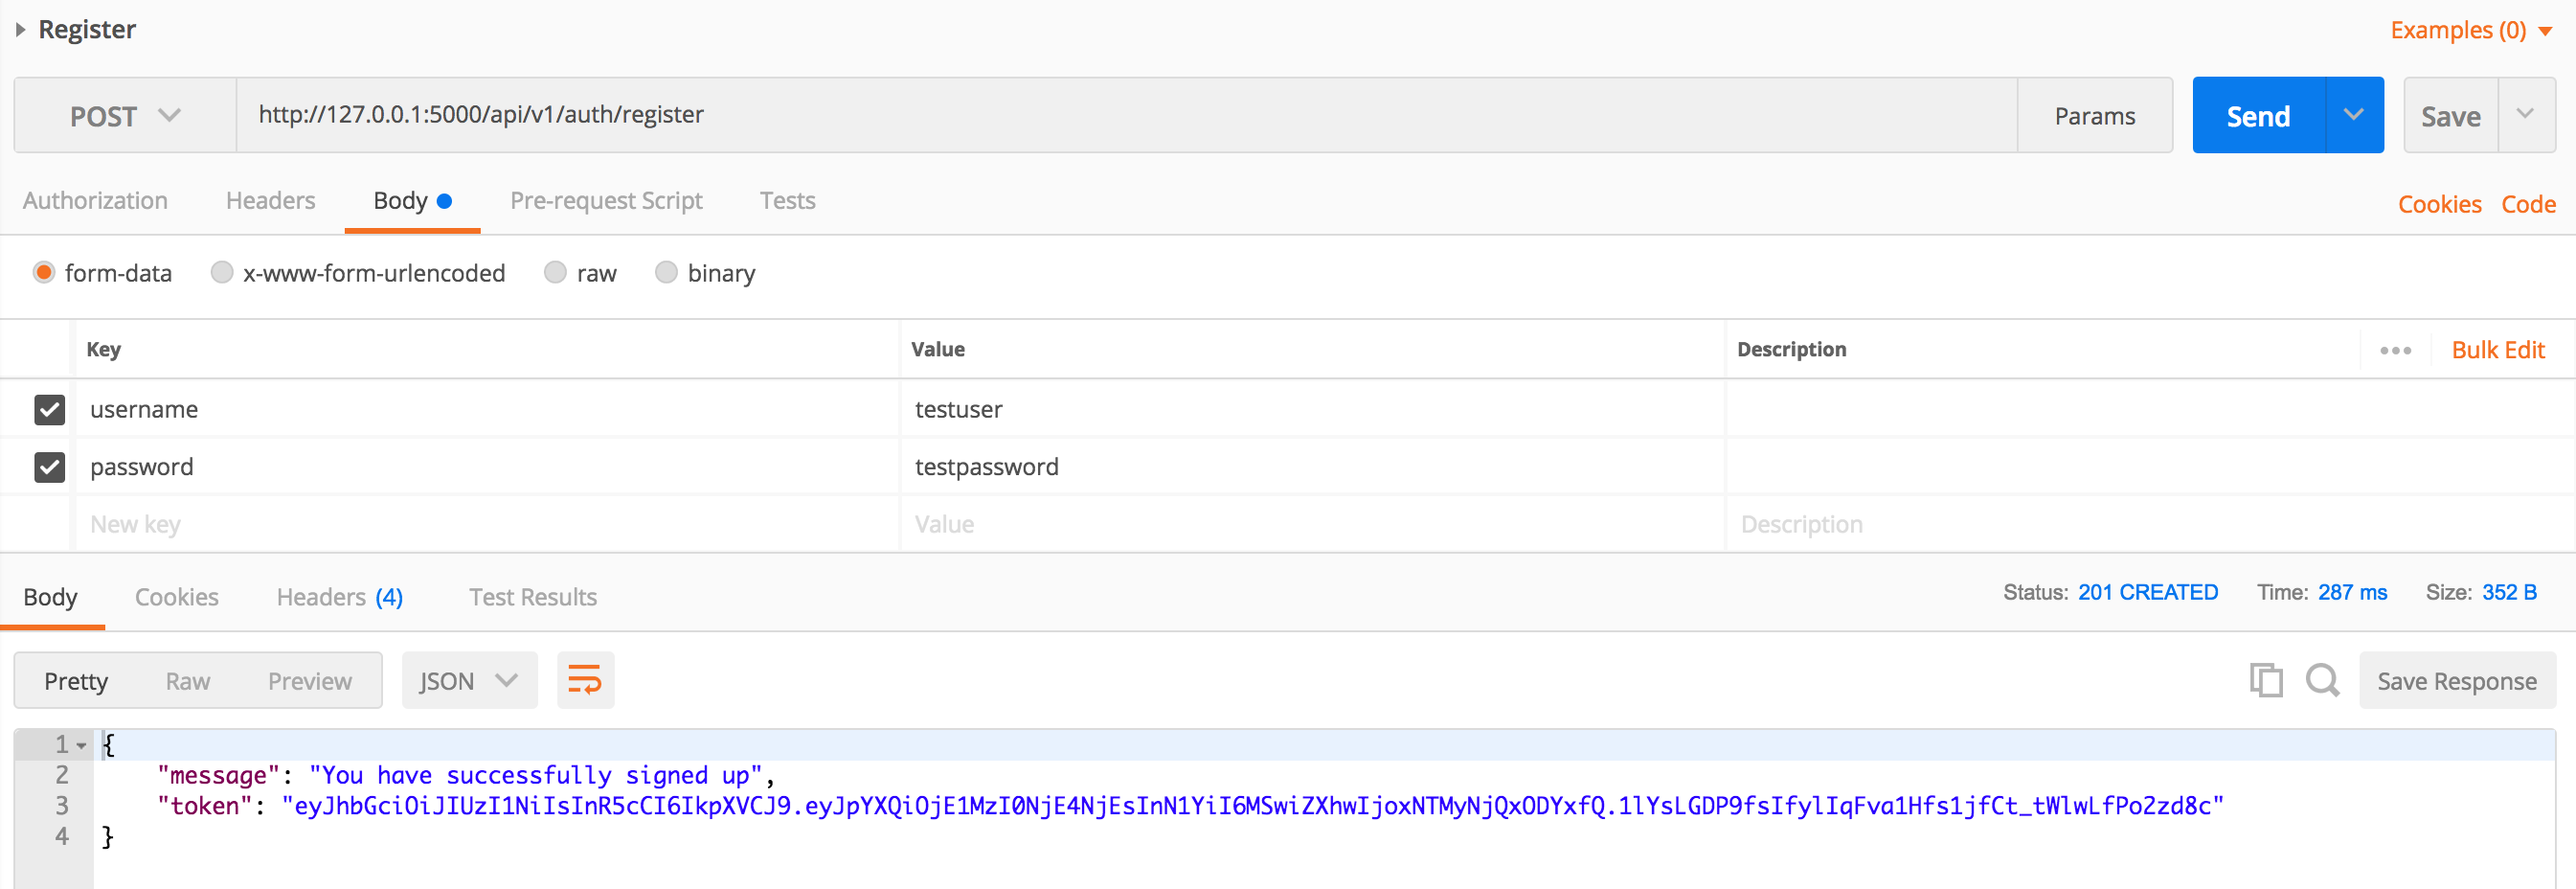 Register
Examples (0)
POST
http://127.0.0.1:5000/api/v1/auth/register
Params
Send
Save
Authorization
Headers
Body
Pre-request Script
Tests
Cookies
Code
form-data
x-www-form-urlencoded
raw
binary
Key
Value
Description
Bulk Edit
username
testuser
password
testpassword
New key
Value
Description
Body
Cookies
Headers (4)
Test Results
Status: 201 CREATED
Time: 287 ms
Size: 352 B
Pretty
Raw
Preview
JSON
Save Response
1 {
2 "message": "You have successfully signed up",
3 "token": "eyJhbGciOiJIUzI1NiIsInR5cCI6IkpXVCJ9.eyJpYXQiOjE1MzI0NjE4NjEsInN1YiI6MSwiZXhwIjoxNTMyNjQxODYxfQ.1lYsLGDP9fsIfylIqFva1Hfs1jfCt_tWlwLfPo2zd8c"
4 }